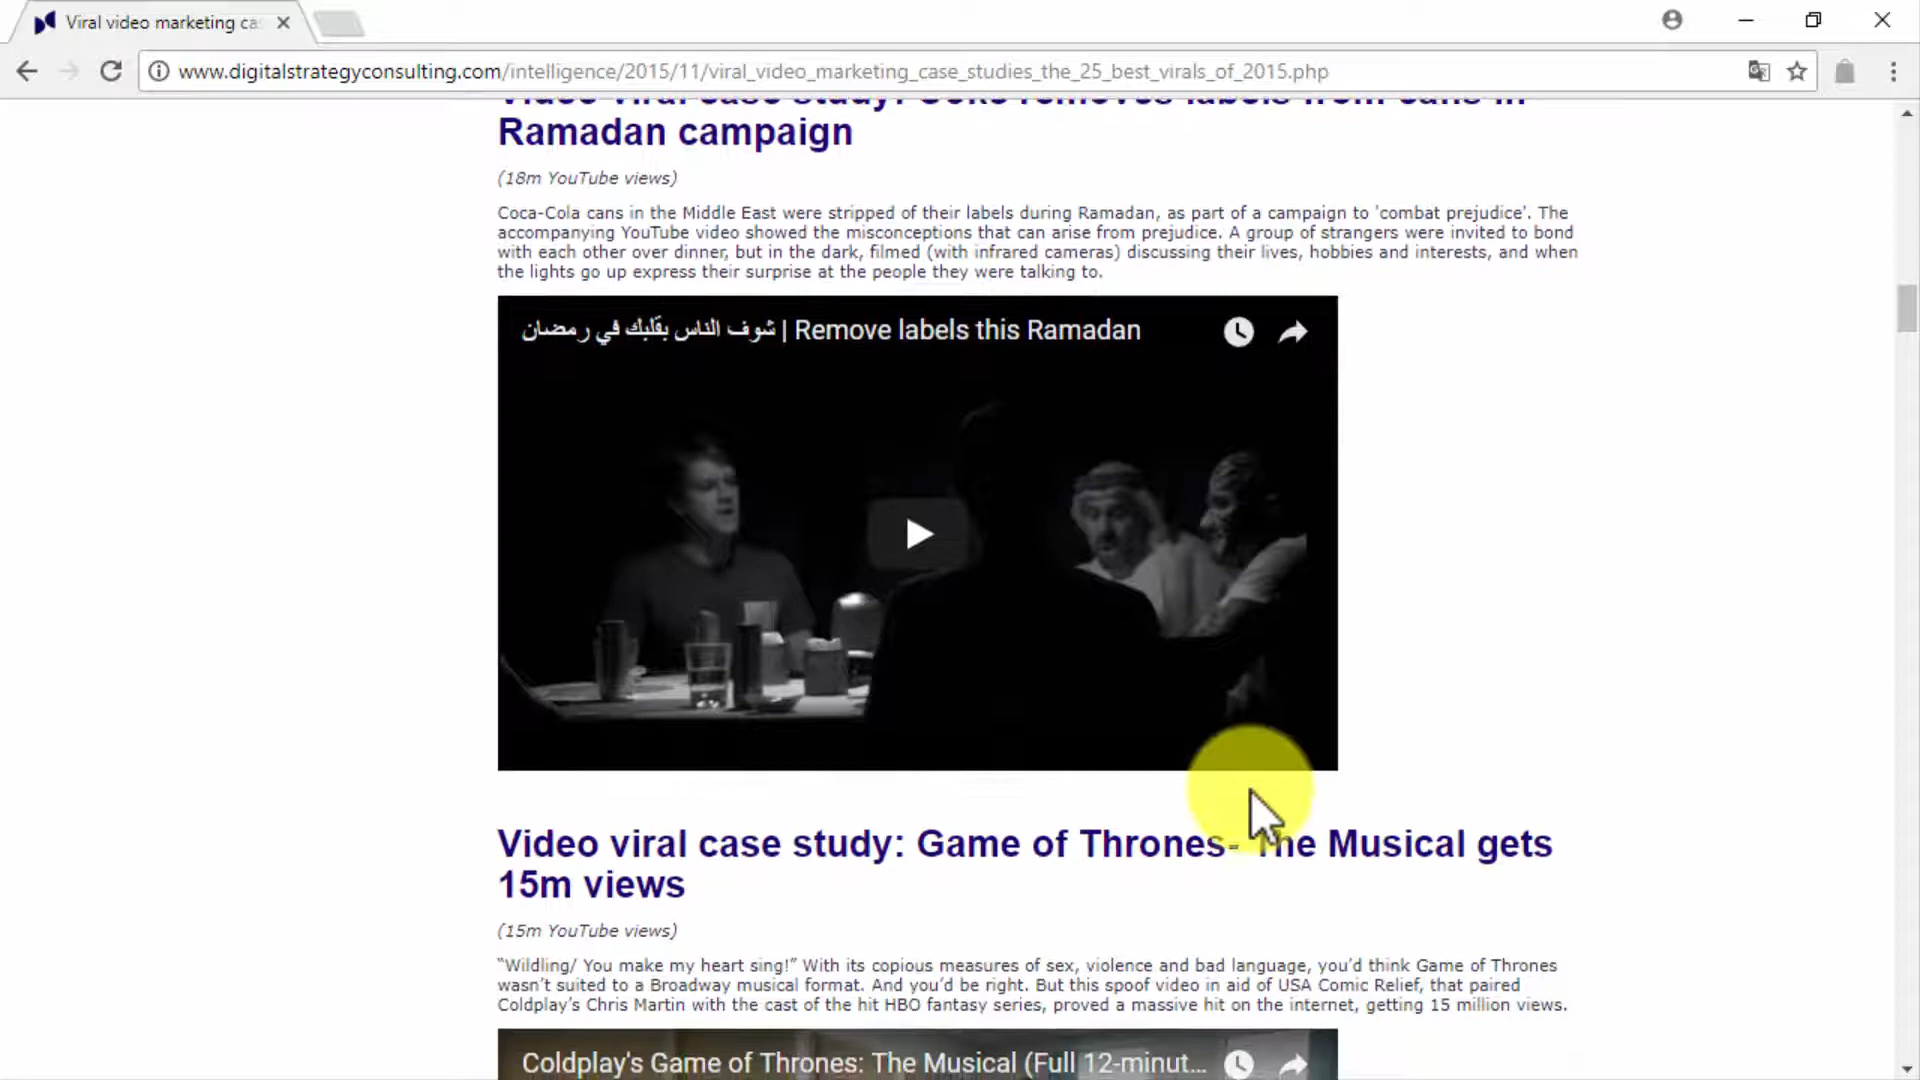 Viral video marketing ca
www.digitalstrategyconsulting.com/intelligence/2015/11/viral_video_marketing_case_studies_the_25_best_virals_of_2015.php
Video viral case study: Coke removes labels from cans in
Ramadan campaign
(18m YouTube views)
Coca-Cola cans in the Middle East were stripped of their labels during Ramadan, as part of a campaign to 'combat prejudice'. The
accompanying YouTube video showed the misconceptions that can arise from prejudice. A group of strangers were invited to bond
with each other over dinner, but in the dark, filmed (with infrared cameras) discussing their lives, hobbies and interests, and when
the lights go up express their surprise at the people they were talking to.
شوف الناس بقلبك في رمضان | Remove labels this Ramadan
Video viral case study: Game of Thrones- The Musical gets
15m views
(15m YouTube views)
“Wildling/ You make my heart sing!” With its copious measures of sex, violence and bad language, you’d think Game of Thrones
wasn’t suited to a Broadway musical format. And you’d be right. But this spoof video in aid of USA Comic Relief, that paired
Coldplay’s Chris Martin with the cast of the hit HBO fantasy series, proved a massive hit on the internet, getting 15 million views.
Coldplay's Game of Thrones: The Musical (Full 12-minut...